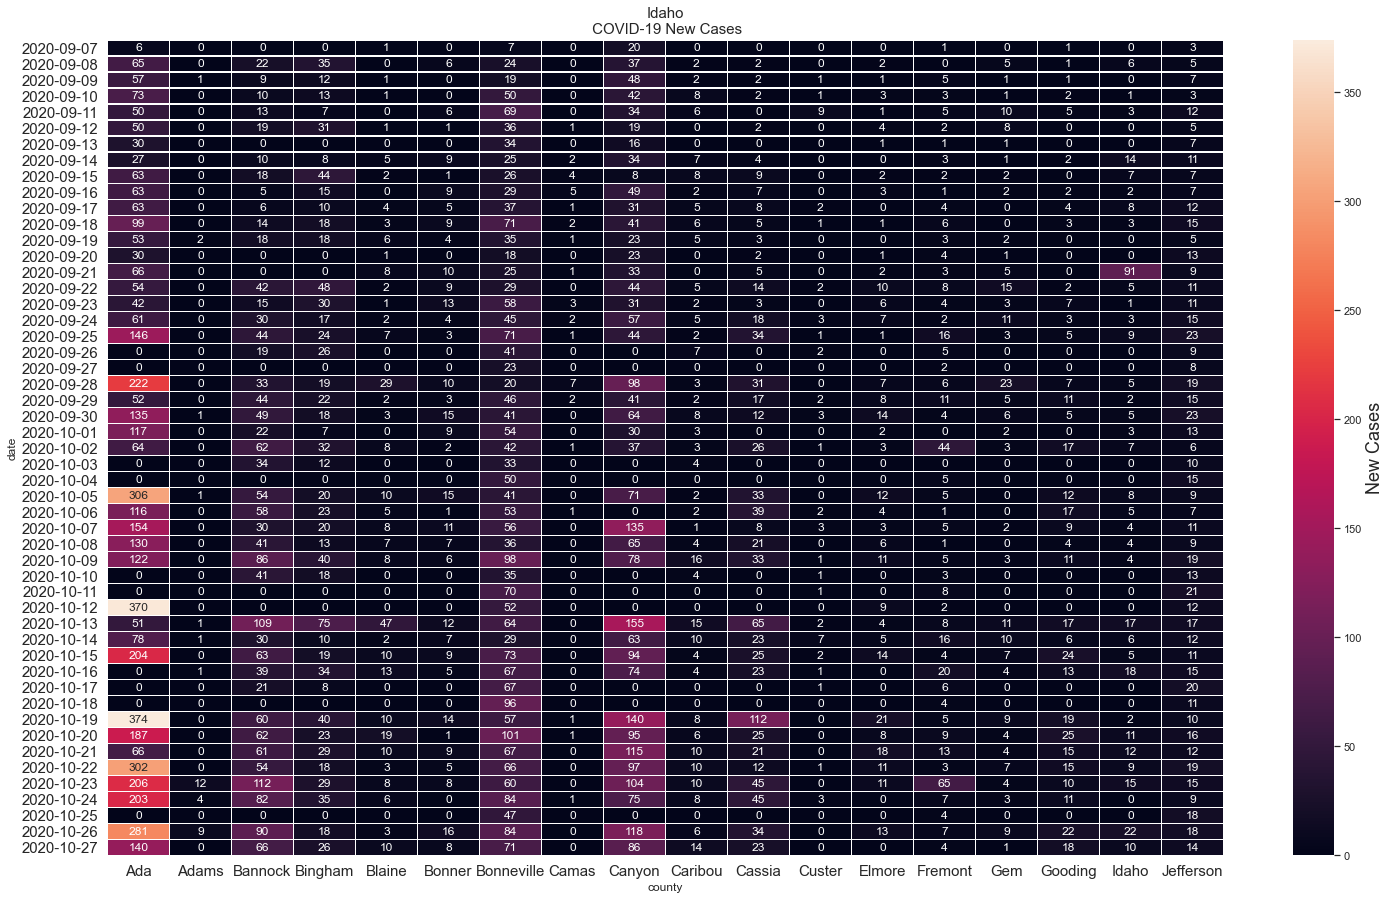 Idaho
COVID-19 New Cases
2020-09-07 6 0 0 0 1 0 7 0 20 0 0 0 0 1 0 1 0 3
2020-09-08 65 0 22 35 0 6 24 0 37 2 2 0 2 0 5 1 6 5
2020-09-09 57 1 9 12 1 0 19 0 48 2 2 1 1 5 1 1 0 7
2020-09-10 73 0 10 13 1 0 50 0 42 8 2 1 3 3 1 2 1 3
2020-09-11 50 0 13 7 0 6 69 0 34 6 0 9 1 5 10 5 3 12
2020-09-12 50 0 19 31 1 1 36 1 19 0 2 0 4 2 8 0 0 5
2020-09-13 30 0 0 0 0 0 34 0 16 0 0 0 1 1 1 0 0 7
2020-09-14 27 0 10 8 5 9 25 2 34 7 4 0 0 3 1 2 14 11
2020-09-15 63 0 18 44 2 1 26 4 8 8 9 0 2 2 2 0 7 7
2020-09-16 63 0 5 15 0 9 29 5 49 2 7 0 3 1 2 2 2 7
2020-09-17 63 0 6 10 4 5 37 1 31 5 8 2 0 4 0 4 8 12
2020-09-18 99 0 14 18 3 9 71 2 41 6 5 1 1 6 0 3 3 15
2020-09-19 53 2 18 18 6 4 35 1 23 5 3 0 0 3 2 0 0 5
2020-09-20 30 0 0 0 1 0 18 0 23 0 2 0 1 4 1 0 0 13
2020-09-21 66 0 0 0 8 10 25 1 33 0 5 0 2 3 5 0 91 9
2020-09-22 54 0 42 48 2 9 29 0 44 5 14 2 10 8 15 2 5 11
2020-09-23 42 0 15 30 1 13 58 3 31 2 3 0 6 4 3 7 1 11
2020-09-24 61 0 30 17 2 4 45 2 57 5 18 3 7 2 11 3 3 15
2020-09-25 146 0 44 24 7 3 71 1 44 2 34 1 1 16 3 5 9 23
2020-09-26 0 0 19 26 0 0 41 0 0 7 0 2 0 5 0 0 0 9
2020-09-27 0 0 0 0 0 0 23 0 0 0 0 0 0 2 0 0 0 8
2020-09-28 222 0 33 19 29 10 20 7 98 3 31 0 7 6 23 7 5 19
2020-09-29 52 0 44 22 2 3 46 2 41 2 17 2 8 11 5 11 2 15
2020-09-30 135 1 49 18 3 15 41 0 64 8 12 3 14 4 6 5 5 23
2020-10-01 117 0 22 7 0 9 54 0 30 3 0 0 2 0 2 0 3 13
2020-10-02 64 0 62 32 8 2 42 1 37 3 26 1 3 44 3 17 7 6
2020-10-03 0 0 34 12 0 0 33 0 0 4 0 0 0 0 0 0 0 10
2020-10-04 0 0 0 0 0 0 50 0 0 0 0 0 0 5 0 0 0 15
2020-10-05 306 1 54 20 10 15 41 0 71 2 33 0 12 5 0 12 8 9
2020-10-06 116 0 58 23 5 1 53 1 0 2 39 2 4 1 0 17 5 7
2020-10-07 154 0 30 20 8 11 56 0 135 1 8 3 3 5 2 9 4 11
2020-10-08 130 0 41 13 7 7 36 0 65 4 21 0 6 1 0 4 4 9
2020-10-09 122 0 86 40 8 6 98 0 78 16 33 1 11 5 3 11 4 19
2020-10-10 0 0 41 18 0 0 35 0 0 4 0 1 0 3 0 0 0 13
2020-10-11 0 0 0 0 0 0 70 0 0 0 0 1 0 8 0 0 0 21
2020-10-12 370 0 0 0 0 0 52 0 0 0 0 0 9 2 0 0 0 12
2020-10-13 51 1 109 75 47 12 64 0 155 15 65 2 4 8 11 17 17 17
2020-10-14 78 1 30 10 2 7 29 0 63 10 23 7 5 16 10 6 6 12
2020-10-15 204 0 63 19 10 9 73 0 94 4 25 2 14 4 7 24 5 11
2020-10-16 0 1 39 34 13 5 67 0 74 4 23 1 0 20 4 13 18 15
2020-10-17 0 0 21 8 0 0 67 0 0 0 0 1 0 6 0 0 0 20
2020-10-18 0 0 0 0 0 0 96 0 0 0 0 0 0 4 0 0 0 11
2020-10-19 374 0 60 40 10 14 57 1 140 8 112 0 21 5 9 19 2 10
2020-10-20 187 0 62 23 19 1 101 1 95 6 25 0 8 9 4 25 11 16
2020-10-21 66 0 61 29 10 9 67 0 115 10 21 0 18 13 4 15 12 12
2020-10-22 302 0 54 18 3 5 66 0 97 10 12 1 11 3 7 15 9 19
2020-10-23 206 12 112 29 8 8 60 0 104 10 45 0 11 65 4 10 15 15
2020-10-24 203 4 82 35 6 0 84 1 75 8 45 3 0 7 3 11 0 9
2020-10-25 0 0 0 0 0 0 47 0 0 0 0 0 0 4 0 0 0 18
2020-10-26 281 9 90 18 3 16 84 0 118 6 34 0 13 7 9 22 22 18
2020-10-27 140 0 66 26 10 8 71 0 86 14 23 0 0 4 1 18 10 14
Ada Adams Bannock Bingham Blaine Bonner Bonneville Camas Canyon Caribou Cassia Custer Elmore Fremont Gem Gooding Idaho Jefferson
county
date
350
300
250
200
150
100
50
0
New Cases